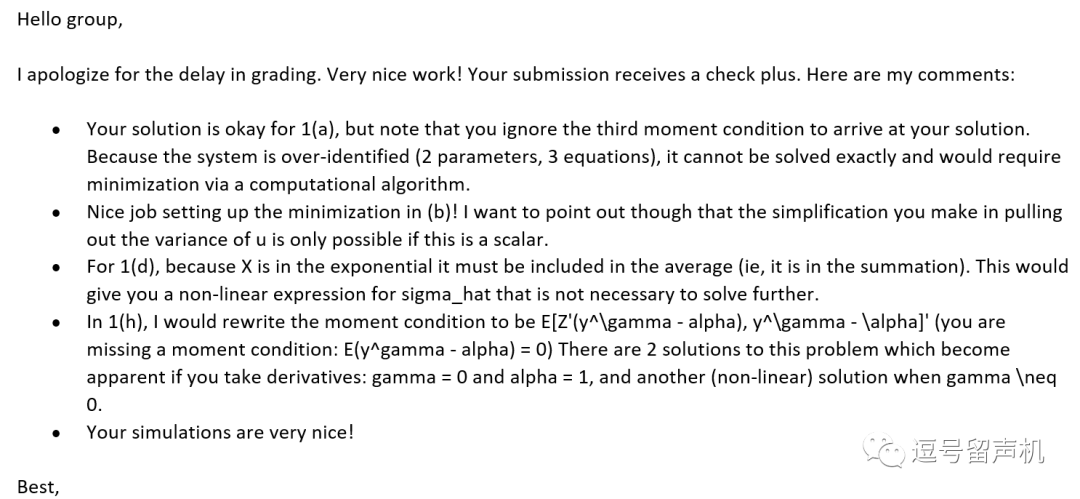 Hello group,
I apologize for the delay in grading. Very nice work! Your submission receives a check plus. Here are my comments:
• Your solution is okay for 1(a), but note that you ignore the third moment condition to arrive at your solution.
Because the system is over-identified (2 parameters, 3 equations), it cannot be solved exactly and would require
minimization via a computational algorithm.
• Nice job setting up the minimization in (b)! I want to point out though that the simplification you make in pulling
out the variance of u is only possible if this is a scalar.
• For 1(d), because X is in the exponential it must be included in the average (ie, it is in the summation). This would
give you a non-linear expression for sigma_hat that is not necessary to solve further.
• In 1(h), I would rewrite the moment condition to be E[Z'(y^\gamma - alpha), y^\gamma - \alpha]' (you are
missing a moment condition: E(y^gamma - alpha) = 0) There are 2 solutions to this problem which become
apparent if you take derivatives: gamma = 0 and alpha = 1, and another (non-linear) solution when gamma \neq
0.
• Your simulations are very nice!
逗号留声机
Best,